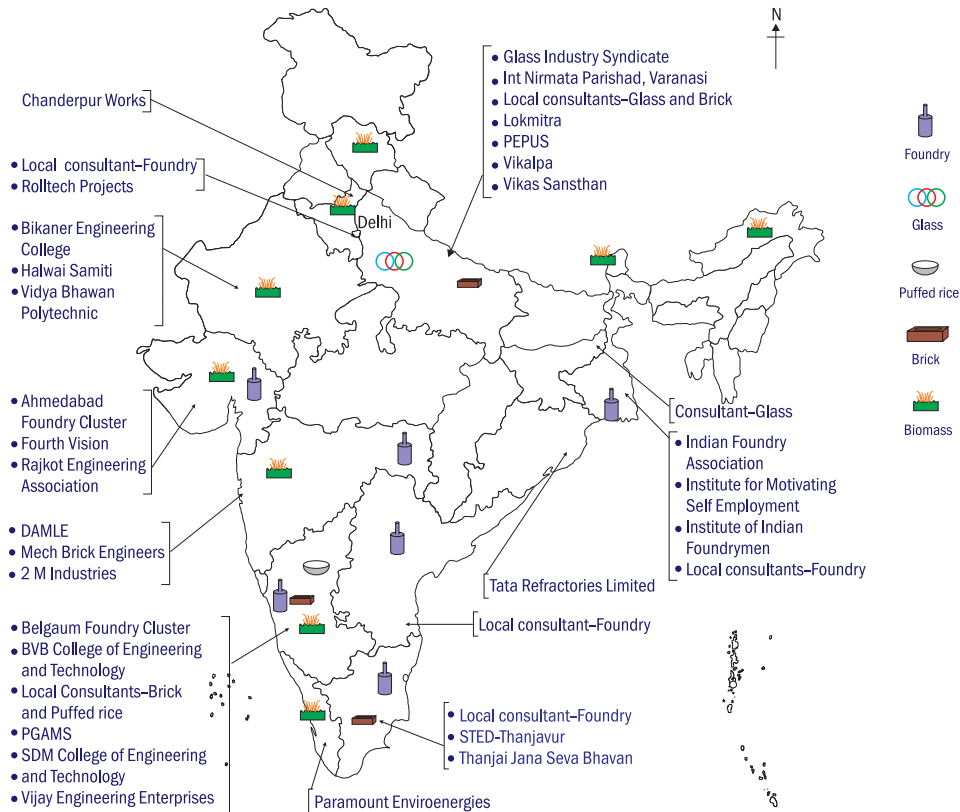 N
• Glass Industry Syndicate
• Int Nirmata Parishad, Varanasi
• Local consultants–Glass and Brick
• Lokmitra
• PEPUS
• Vikalpa
• Vikas Sansthan
Chanderpur Works
• Local consultant–Foundry
• Rolltech Projects
Delhi
• Bikaner Engineering
College
• Halwai Samiti
• Vidya Bhawan
Polytechnic
• Ahmedabad
Foundry Cluster
• Fourth Vision
• Rajkot Engineering
Association
• DAMLE
• Mech Brick Engineers
• 2 M Industries
• Belgaum Foundry Cluster
• BVB College of Engineering
and Technology
• Local Consultants–Brick
and Puffed rice
• PGAMS
• SDM College of Engineering
• and Technology
• Vijay Engineering Enterprises
Paramount Enviroenergies
• Local consultant–Foundry
• STED-Thanjavur
• Thanjai Jana Seva Bhavan
Local consultant–Foundry
Tata Refractories Limited
Consultant–Glass
• Indian Foundry
Association
• Institute for Motivating
Self Employment
• Institute of Indian
Foundrymen
• Local consultants–Foundry
Foundry
Glass
Puffed rice
Brick
Biomass